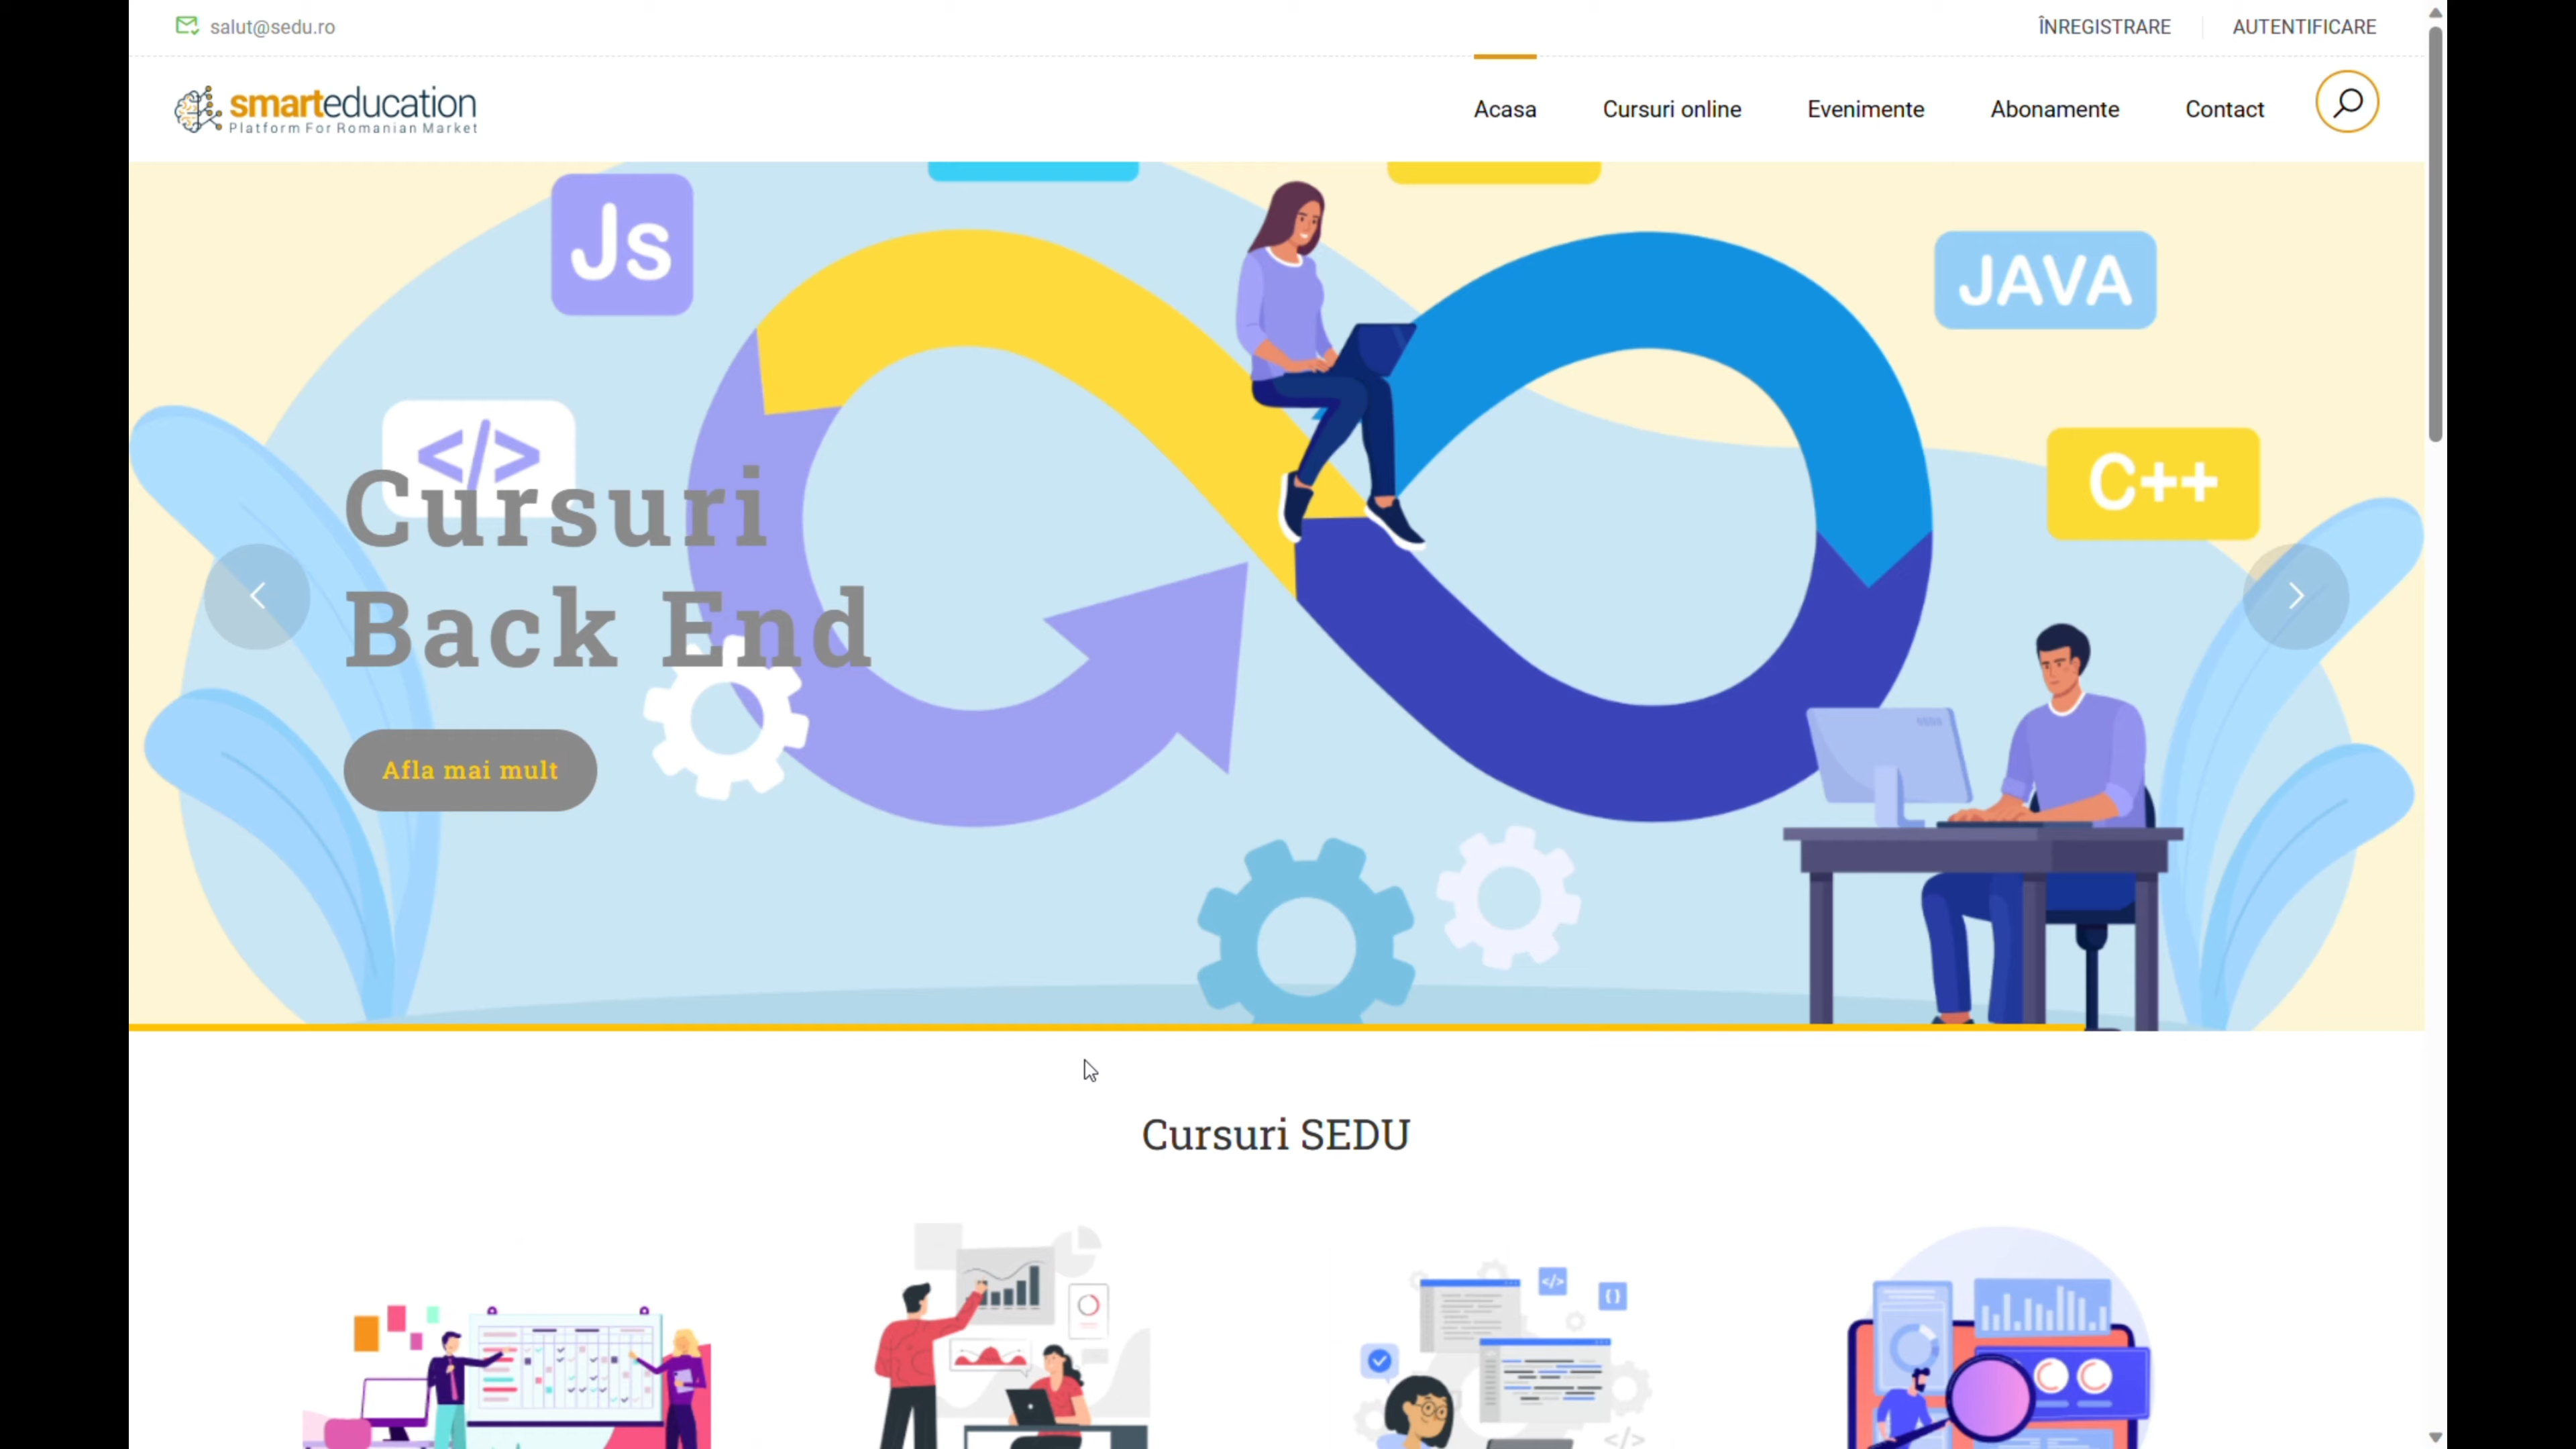 salut@sedu.ro
ÎNREGISTRARE AUTENTIFICARE
smarteducation
Platform For Romanian Market
Acasa Cursuri online Evenimente Abonamente Contact
Js
JAVA
</>
C++
Cursuri
Back End
Afla mai mult
Cursuri SEDU
</>
{}
</>